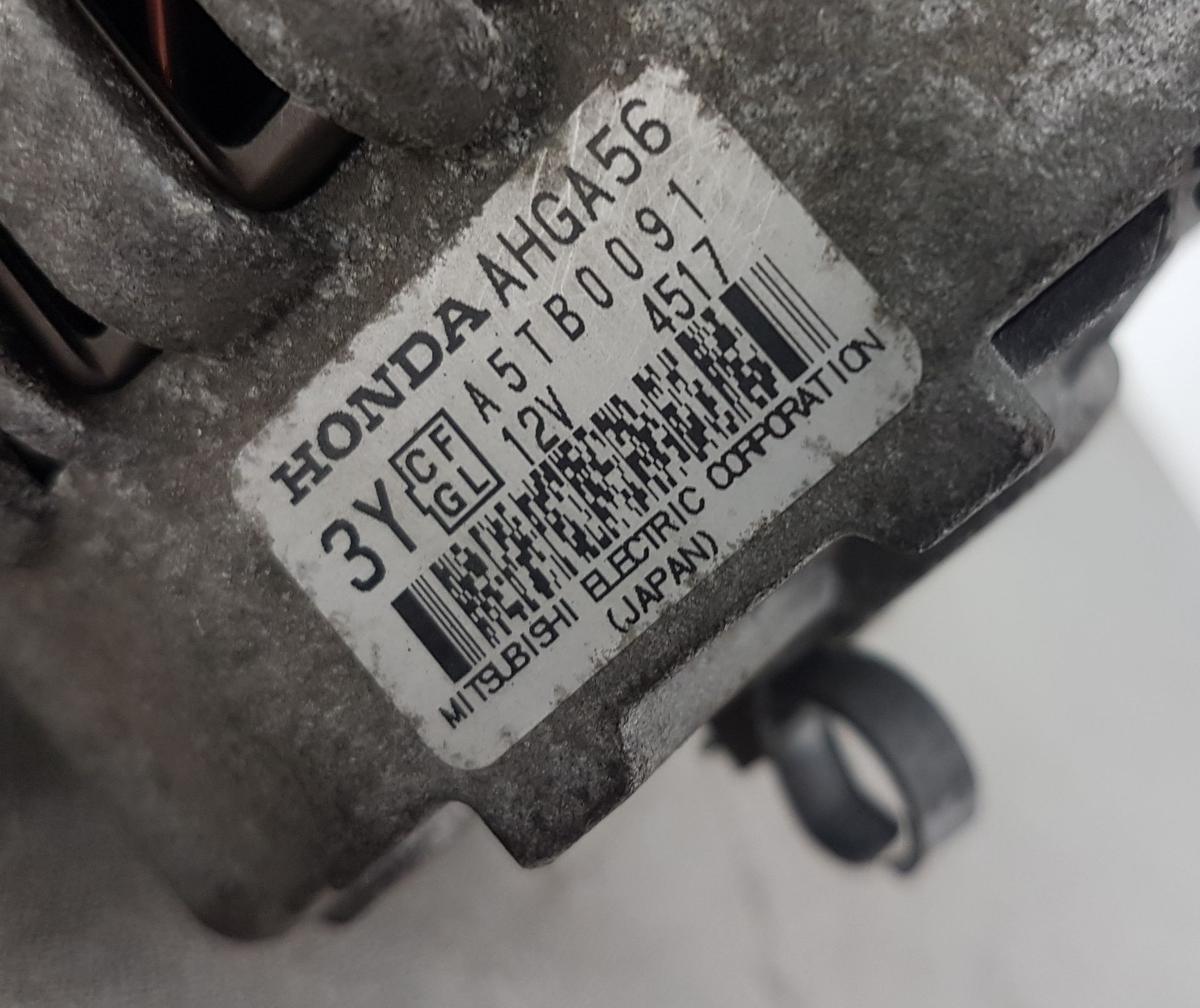 HONDA AHGA56
3Y CF GL A5TB0091
12V 4517
MITSUBISHI ELECTRIC CORPORATION
(JAPAN)